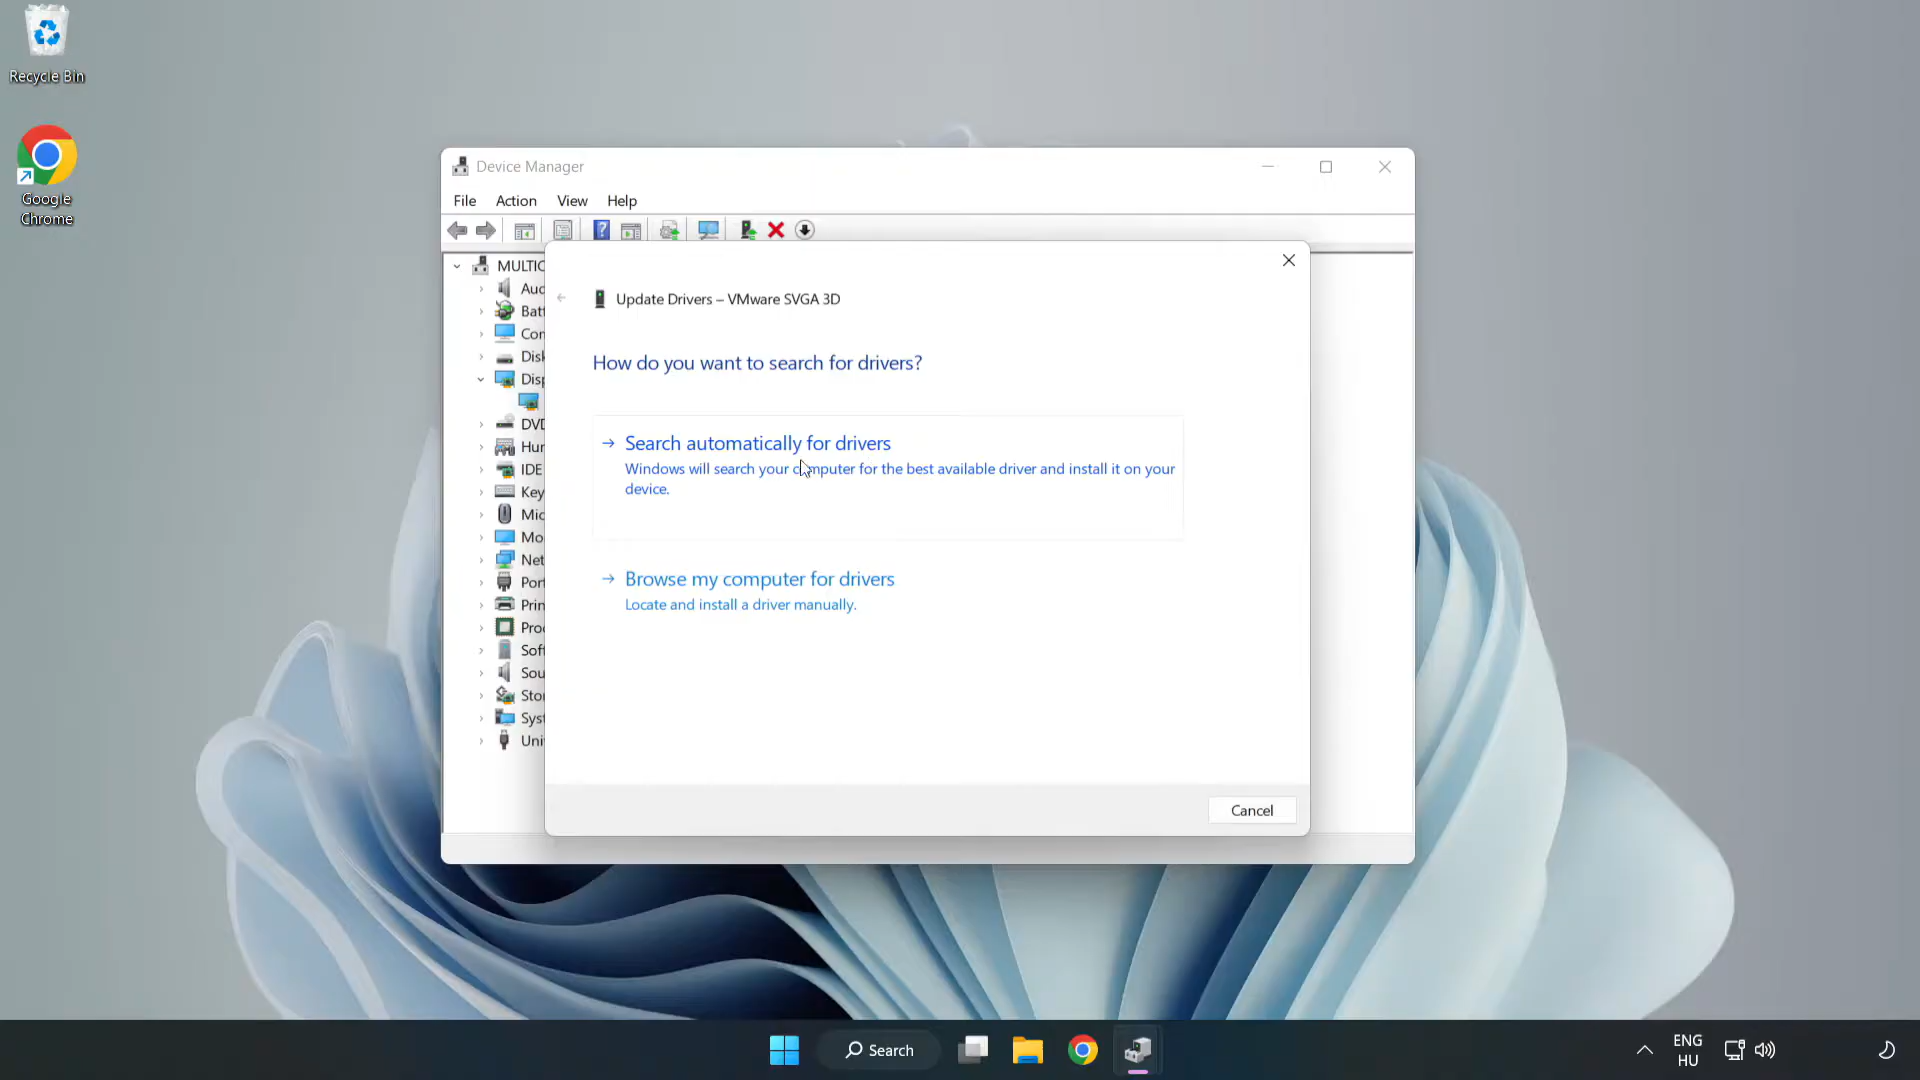 Recycle Bin
Google
Chrome
Device Manager
File Action View Help
MULTIC
Update Drivers – VMware SVGA 3D
How do you want to search for drivers?
Search automatically for drivers
Windows will search your computer for the best available driver and install it on your
device.
Browse my computer for drivers
Locate and install a driver manually.
Cancel
Auc
Batt
Con
Disk
Disp
DVD
Hur
IDE
Key
Mic
Mo
Net
Port
Prin
Proc
Soft
Sou
Stor
Syst
Uni
Search
ENG
HU